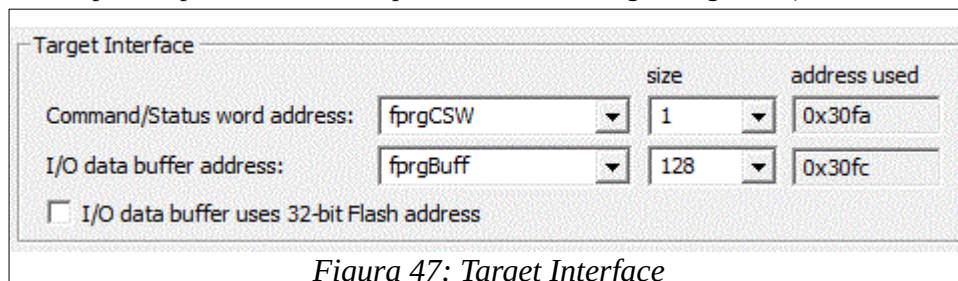 Target Interface
size address used
Command/Status word address: fprgCSW 1 0x30fa
I/O data buffer address: fprgBuff 128 0x30fc
I/O data buffer uses 32-bit Flash address
Figura 47: Target Interface